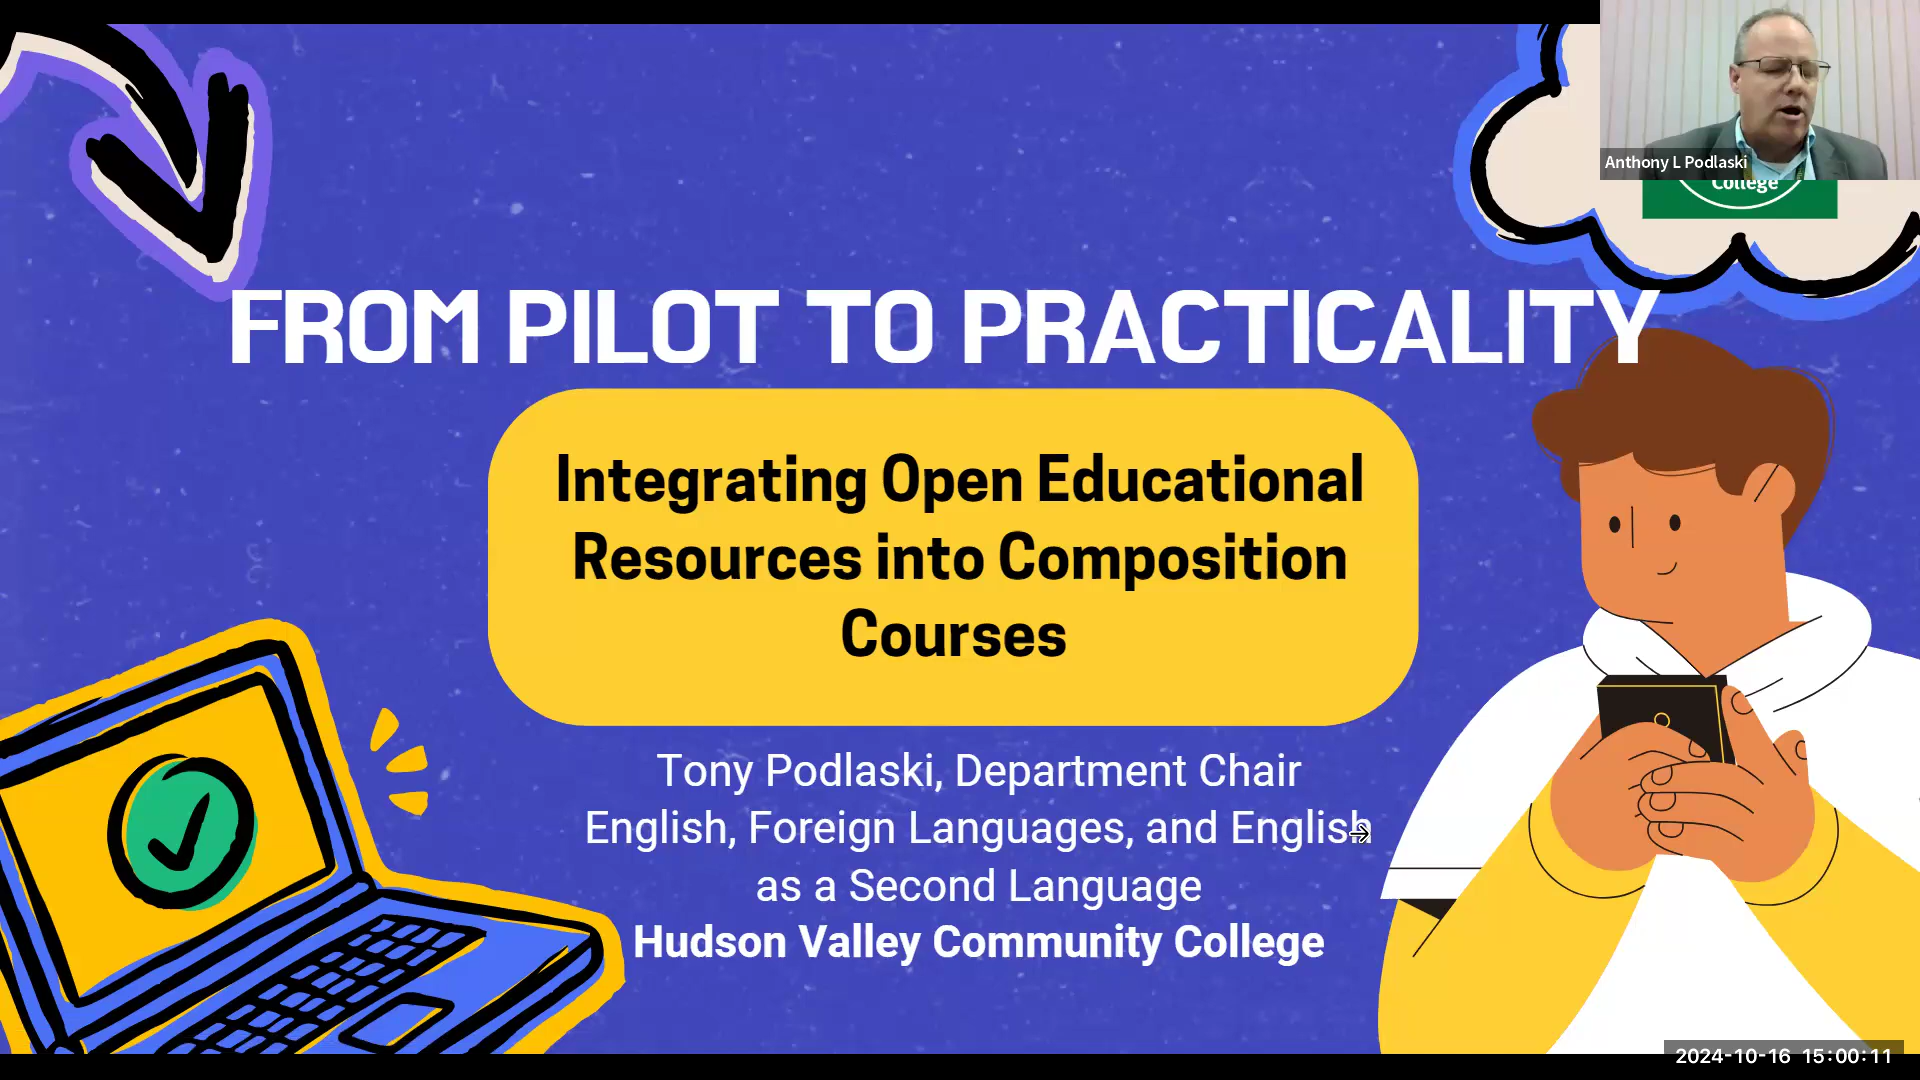 Anthony L Podlaski
College
FROM PILOT TO PRACTICALITY
Integrating Open Educational
Resources into Composition
Courses
Tony Podlaski, Department Chair
English, Foreign Languages, and English
as a Second Language
Hudson Valley Community College
2024-10-16 15:00:11